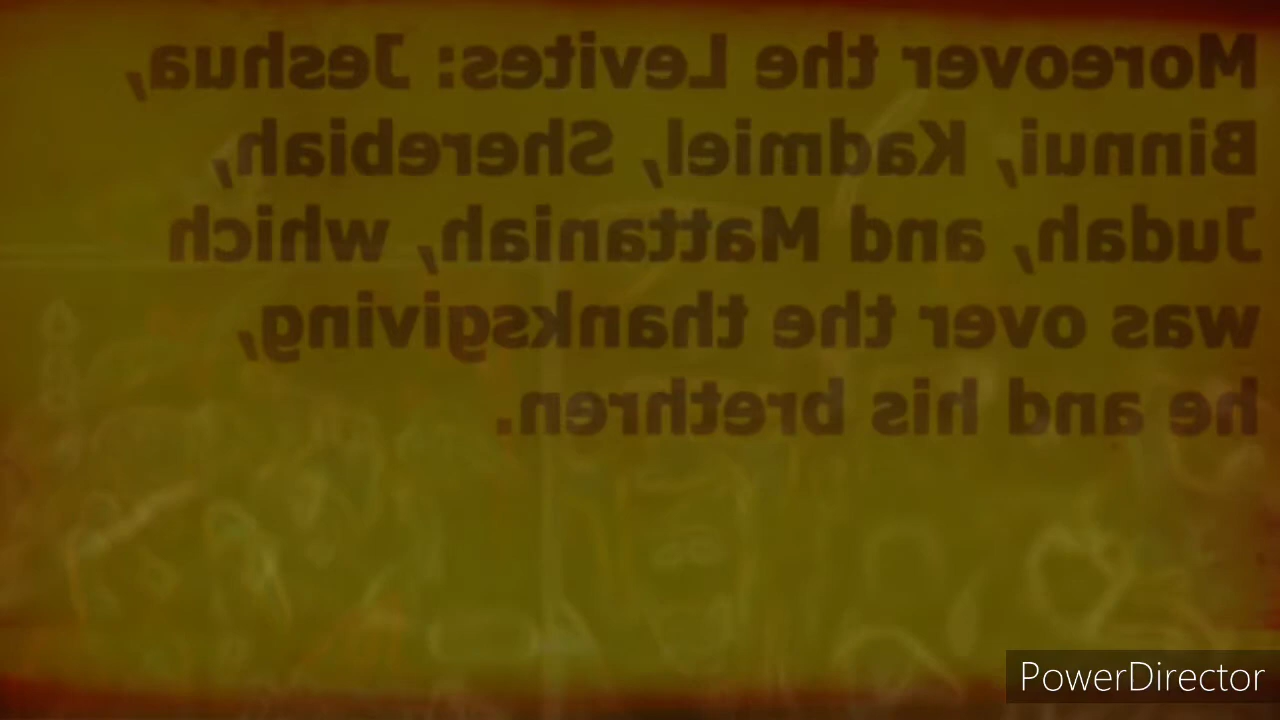 Moreover the Levites: Jeshua,
Binnui, Kadmiel, Sherebiah,
Judah, and Mattaniah, which
was over the thanksgiving,
he and his brethren.
PowerDirector